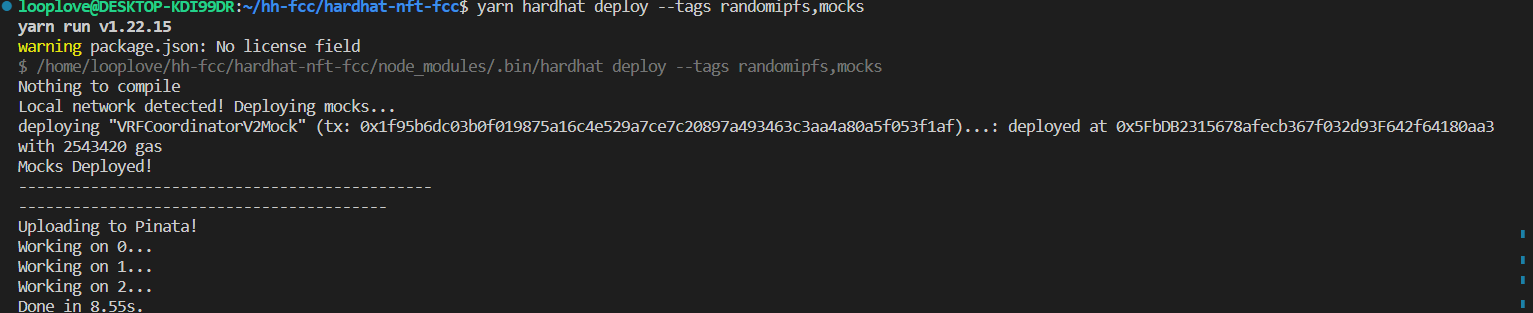 looplove@DESKTOP-KDI99DR:~/hh-fcc/hardhat-nft-fcc$ yarn hardhat deploy --tags randomipfs,mocks
yarn run v1.22.15
warning package.json: No license field
$ /home/looplove/hh-fcc/hardhat-nft-fcc/node_modules/.bin/hardhat deploy --tags randomipfs,mocks
Nothing to compile
Local network detected! Deploying mocks...
deploying "VRFCoordinatorV2Mock" (tx: 0x1f95b6dc03b0f019875a16c4e529a7ce7c20897a493463c3aa4a80a5f053f1af)...: deployed at 0x5FbDB2315678afecb367f032d93F642f64180aa3
with 2543420 gas
Mocks Deployed!
----------------------------------------------
-----------------------------------------
Uploading to Pinata!
Working on 0...
Working on 1...
Working on 2...
Done in 8.55s.